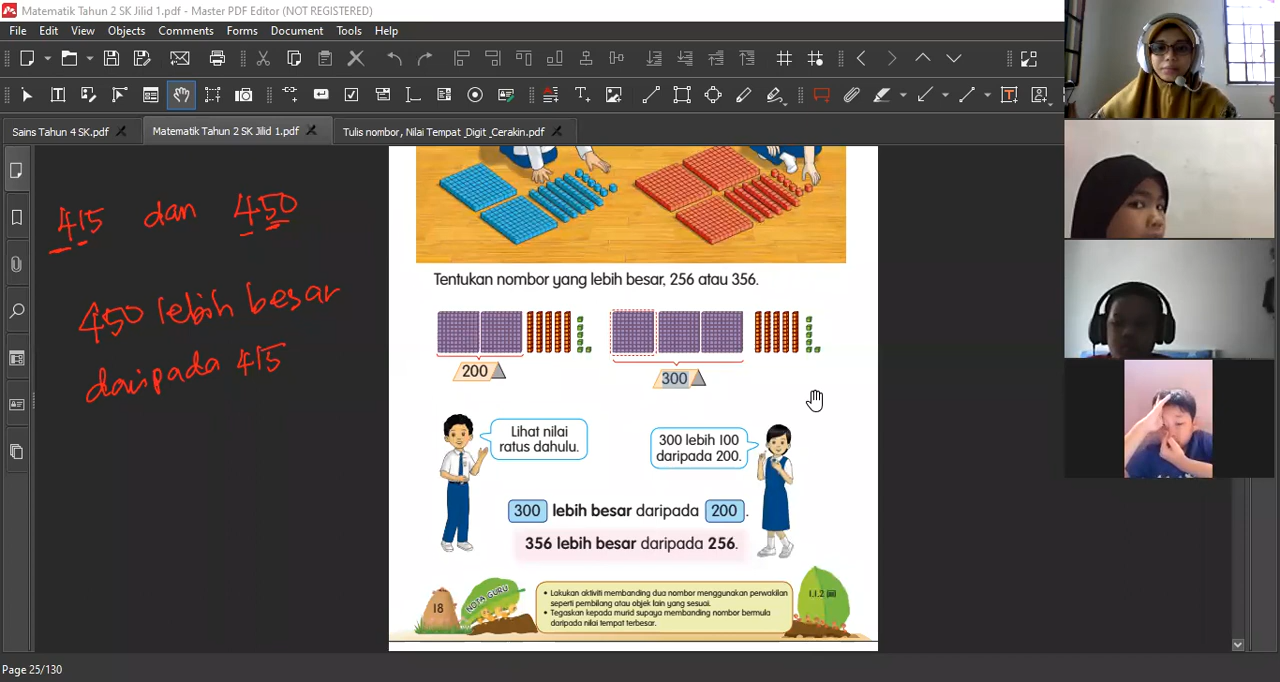 Matematik Tahun 2 SK Jilid 1.pdf - Master PDF Editor (NOT REGISTERED)
File Edit View Objects Comments Forms Document Tools Help
Sains Tahun 4 SK.pdf Matematik Tahun 2 SK Jilid 1.pdf Tulis nombor, Nilai Tempat ,Digit ,Cerakin.pdf
415 dan 450
450 lebih besar
daripada 415
Tentukan nombor yang lebih besar, 256 atau 356.
200
300
Lihat nilai
ratus dahulu.
300 lebih 100
daripada 200.
300 lebih besar daripada 200.
356 lebih besar daripada 256.
18
NOTA GURU
• Lakukan aktiviti membanding dua nombor menggunakan perwakilan
seperti pembilang atau objek lain yang sesuai.
• Tegaskan kepada murid supaya membanding nombor bermula
daripada nilai tempat terbesar.
1.1.2
Page 25/130